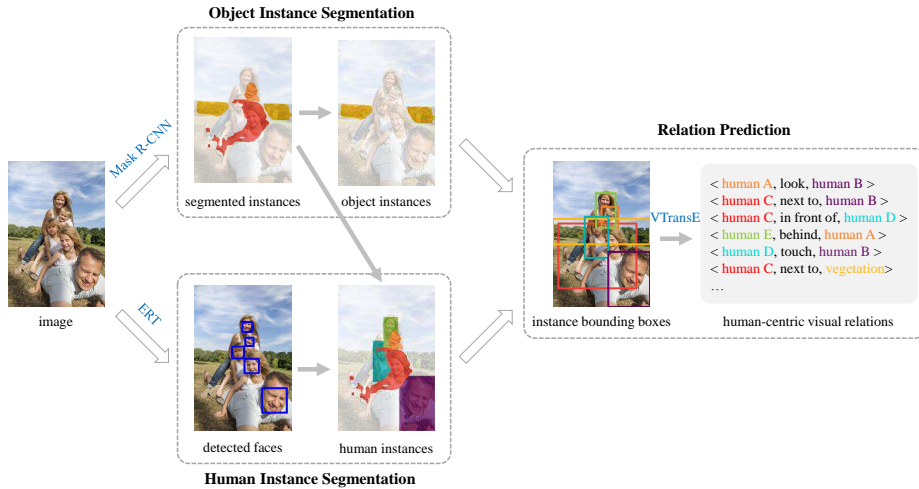 Object Instance Segmentation
Mask R-CNN
segmented instances
object instances
image
ERT
detected faces
human instances
Human Instance Segmentation
Relation Prediction
VTransE
< human A, look, human B >
< human C, next to, human B >
< human C, in front of, human D >
< human E, behind, human A >
< human D, touch, human B >
< human C, next to, vegetation>
…
instance bounding boxes
human-centric visual relations